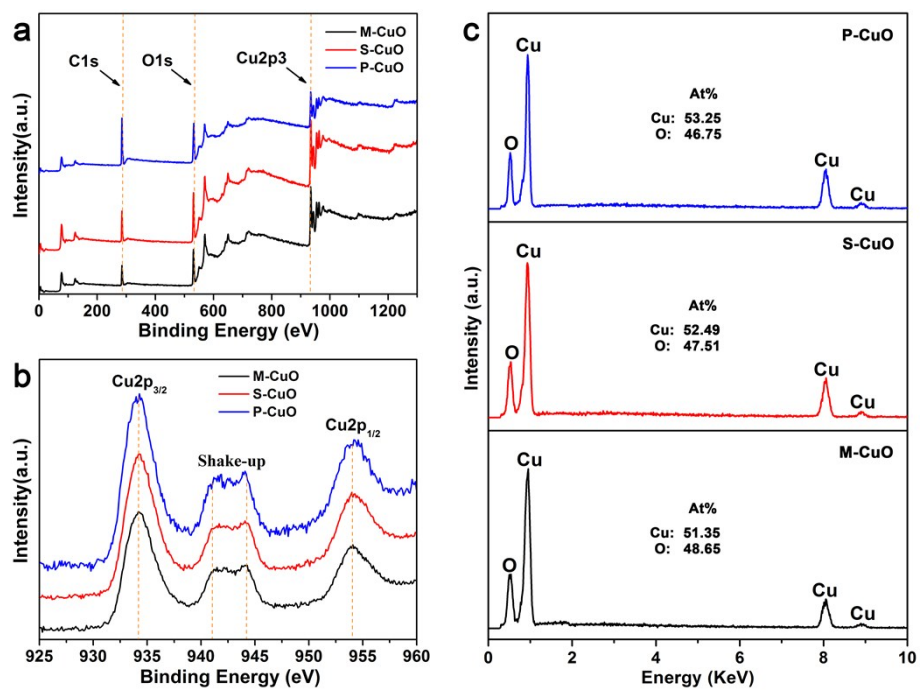 a
C1s
O1s
Cu2p3
M-CuO
S-CuO
P-CuO
Intensity(a.u.)
0 200 400 600 800 1000 1200
Binding Energy (eV)
b
Cu2p3/2
M-CuO
S-CuO
P-CuO
Shake-up
Cu2p1/2
Intensity(a.u.)
925 930 935 940 945 950 955 960
Binding Energy (eV)
c
P-CuO
Cu
O
At%
Cu: 53.25
O: 46.75
Cu
Cu
S-CuO
Cu
O
At%
Cu: 52.49
O: 47.51
Cu
Cu
Intensity (a.u.)
M-CuO
Cu
O
At%
Cu: 51.35
O: 48.65
Cu
Cu
0 2 4 6 8 10
Energy (KeV)